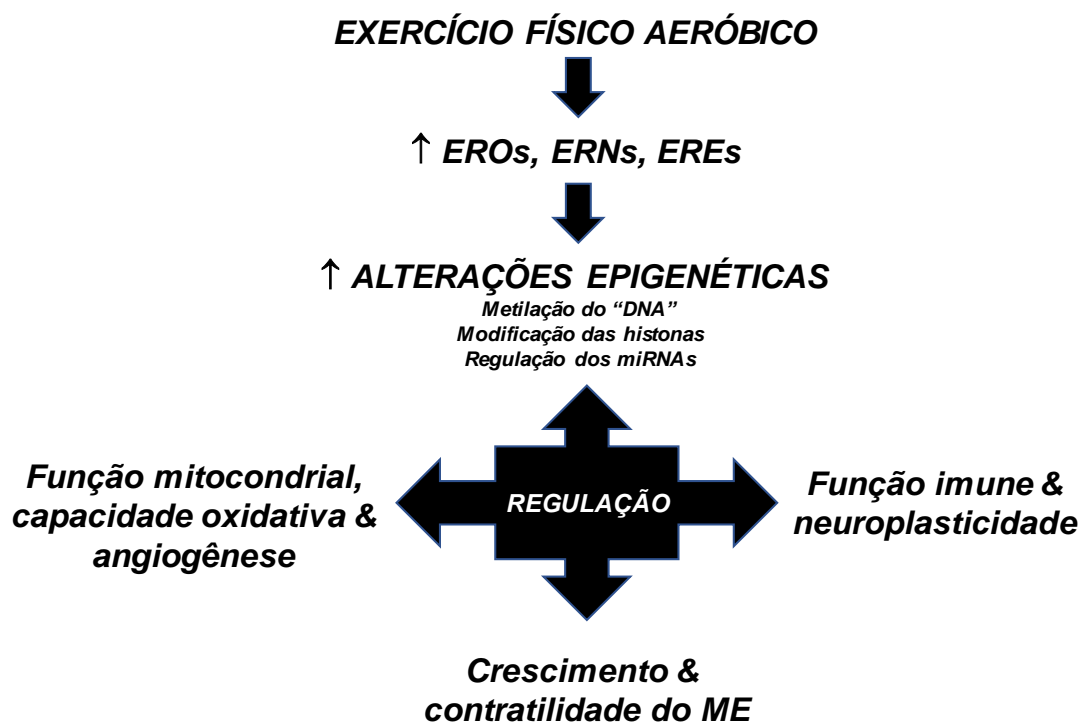 EXERCÍCIO FÍSICO AERÓBICO
↑ EROs, ERNs, EREs
↑ ALTERAÇÕES EPIGENÉTICAS
Metilação do “DNA”
Modificação das histonas
Regulação dos miRNAs
Função mitocondrial,
capacidade oxidativa &
angiogênese
REGULAÇÃO
Função imune &
neuroplasticidade
Crescimento &
contratilidade do ME